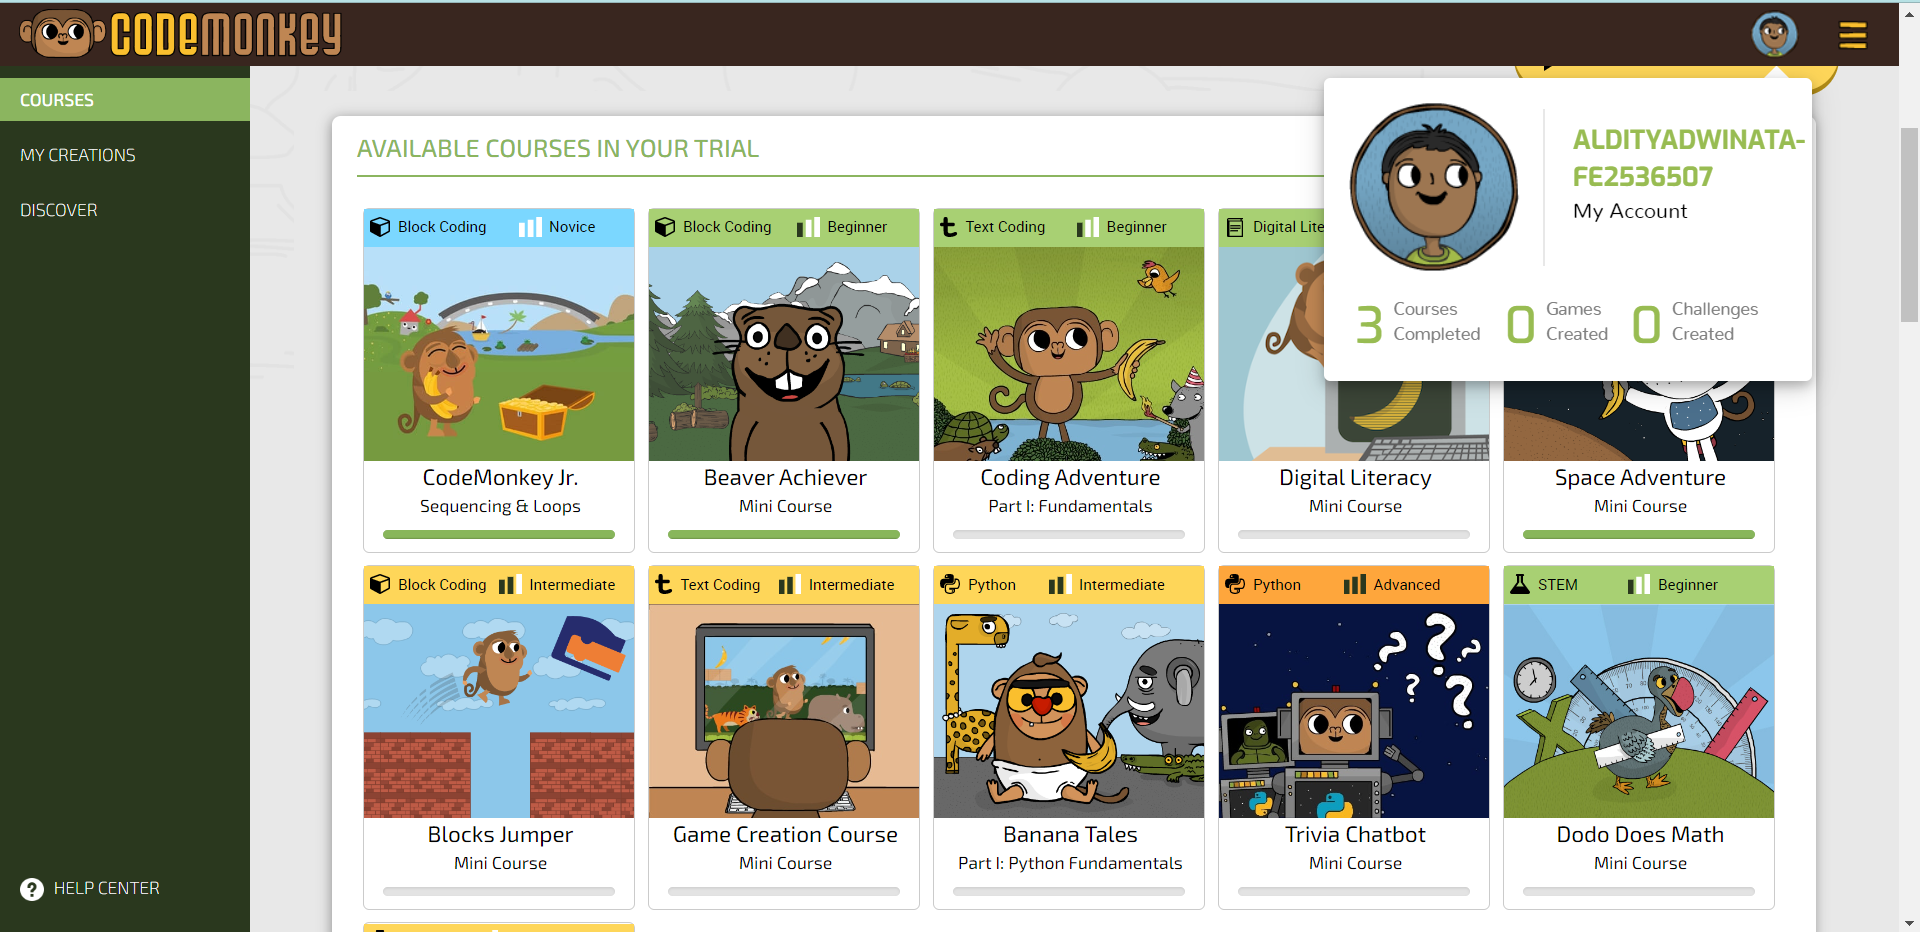 CODEMONKEY
COURSES
MY CREATIONS
DISCOVER
HELP CENTER
AVAILABLE COURSES IN YOUR TRIAL
ALDITYADWINATA-
FE2536507
My Account
3 Courses
Completed
0 Games
Created
0 Challenges
Created
Block Coding Novice
CodeMonkey Jr.
Sequencing & Loops
Block Coding Beginner
Beaver Achiever
Mini Course
Text Coding Beginner
Coding Adventure
Part I: Fundamentals
Digital Lite
Digital Literacy
Mini Course
Space Adventure
Mini Course
Block Coding Intermediate
Blocks Jumper
Mini Course
Text Coding Intermediate
Game Creation Course
Mini Course
Python Intermediate
Banana Tales
Part I: Python Fundamentals
Python Advanced
Trivia Chatbot
Mini Course
STEM Beginner
Dodo Does Math
Mini Course